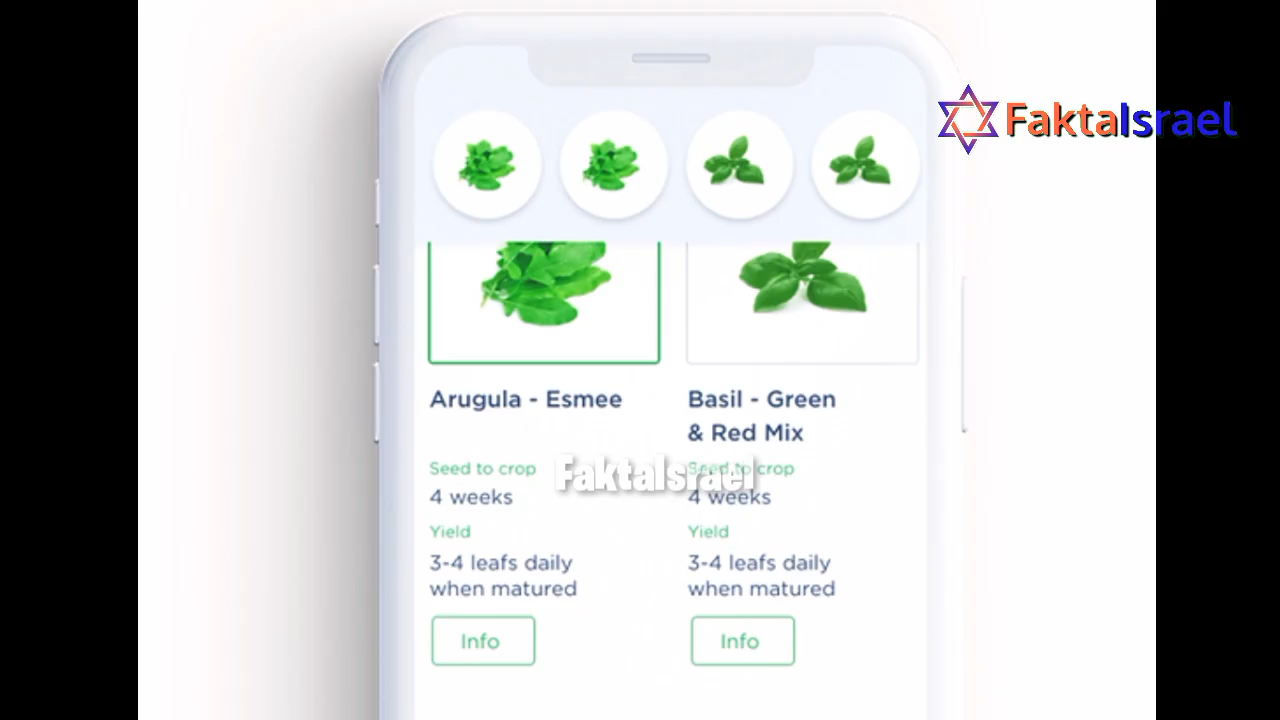 FaktaIsrael
Arugula - Esmee
Basil - Green
& Red Mix
Seed to crop
Seed to crop
FaktaIsrael
4 weeks
4 weeks
Yield
Yield
3-4 leafs daily
when matured
3-4 leafs daily
when matured
Info
Info